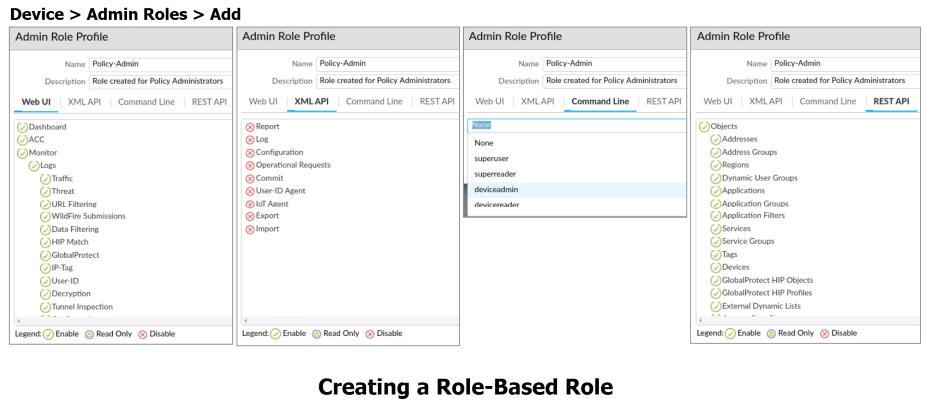 Device > Admin Roles > Add
Admin Role Profile
Name Policy-Admin
Description Role created for Policy Administrators
Web UI XML API Command Line REST API
Dashboard
ACC
Monitor
Logs
Traffic
Threat
URL Filtering
WildFire Submissions
Data Filtering
HIP Match
GlobalProtect
IP-Tag
User-ID
Decryption
Tunnel Inspection
Legend: Enable Read Only Disable
Admin Role Profile
Name Policy-Admin
Description Role created for Policy Administrators
Web UI XML API Command Line REST API
Report
Log
Configuration
Operational Requests
Commit
User-ID Agent
IoT Agent
Export
Import
Legend: Enable Read Only Disable
Admin Role Profile
Name Policy-Admin
Description Role created for Policy Administrators
Web UI XML API Command Line REST API
None
None
superuser
superreader
deviceadmin
devicereader
Admin Role Profile
Name Policy-Admin
Description Role created for Policy Administrators
Web UI XML API Command Line REST API
Objects
Addresses
Address Groups
Regions
Dynamic User Groups
Applications
Application Groups
Application Filters
Services
Service Groups
Tags
Devices
GlobalProtect HIP Objects
GlobalProtect HIP Profiles
External Dynamic Lists
Legend: Enable Read Only Disable
Creating a Role-Based Role